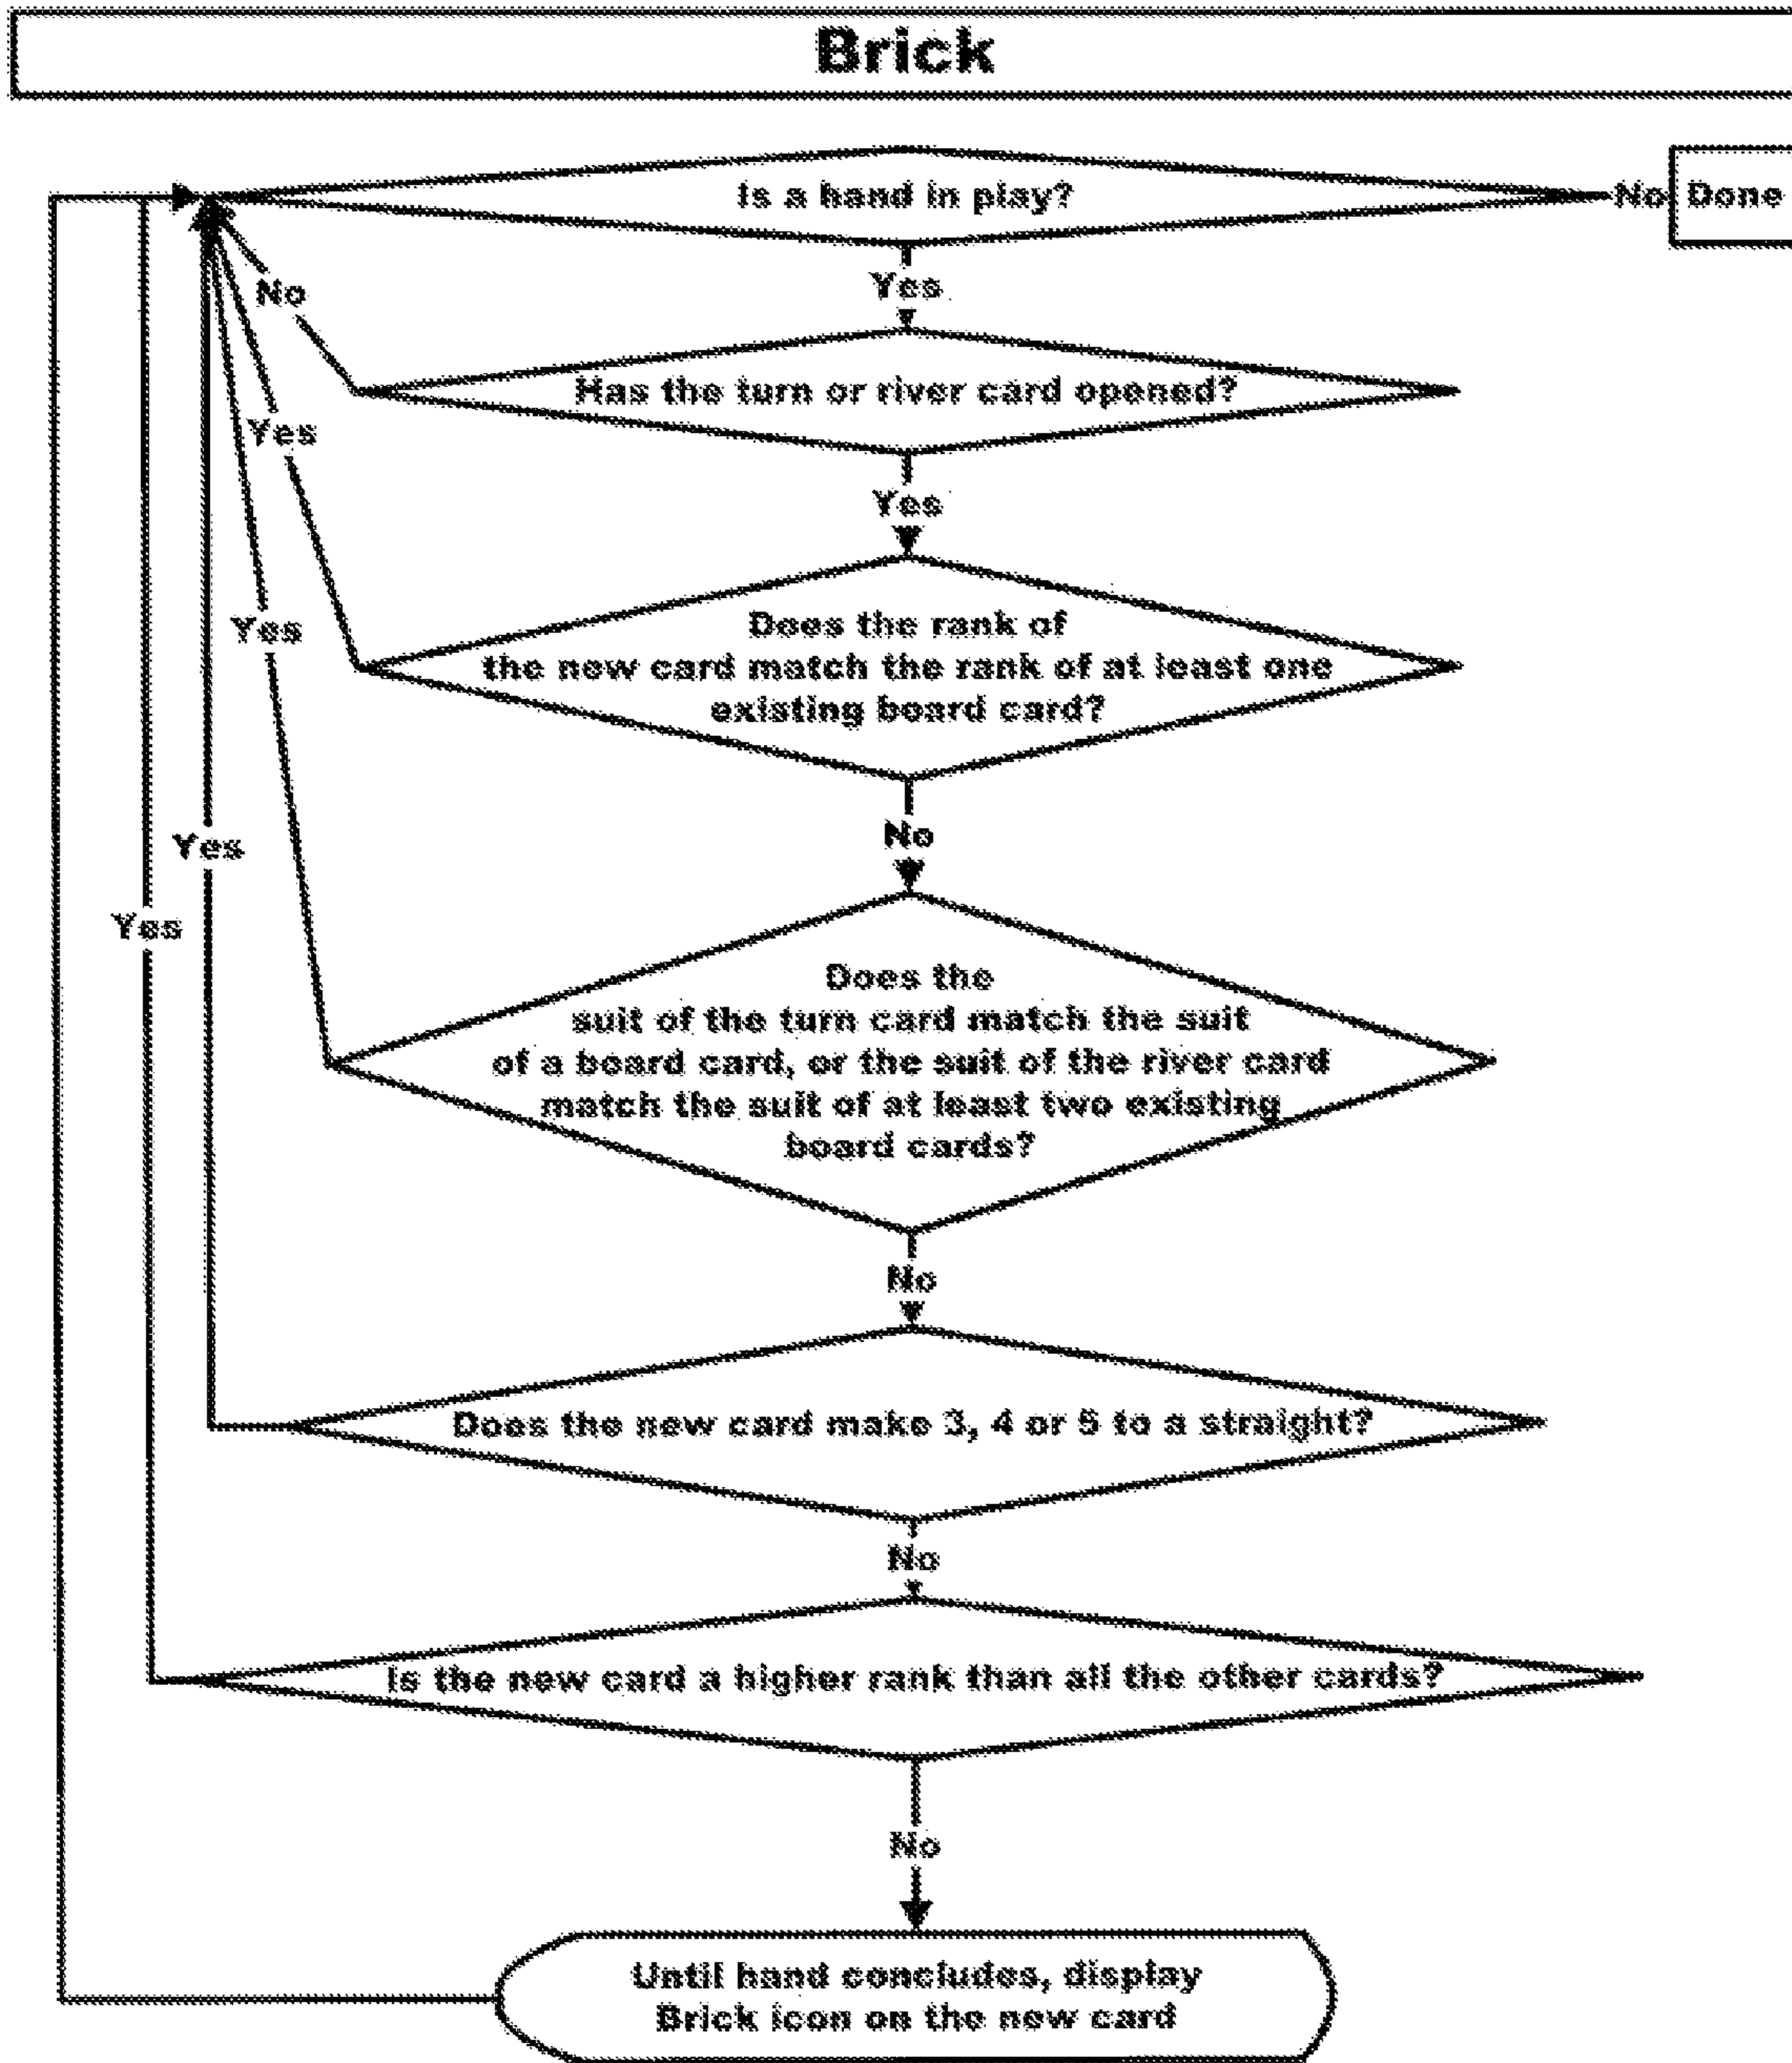 Brick
Is a hand in play?
No
Done
Yes
No
Has the turn or river card opened?
Yes
Yes
Does the rank of
the new card match the rank of at least one
existing board card?
Yes
No
Yes
Yes
Does the
suit of the turn card match the suit
of a board card, or the suit of the river card
match the suit of at least two existing
board cards?
No
Does the new card make 3, 4 or 5 to a straight?
No
Is the new card a higher rank than all the other cards?
No
Until hand concludes, display
Brick icon on the new card